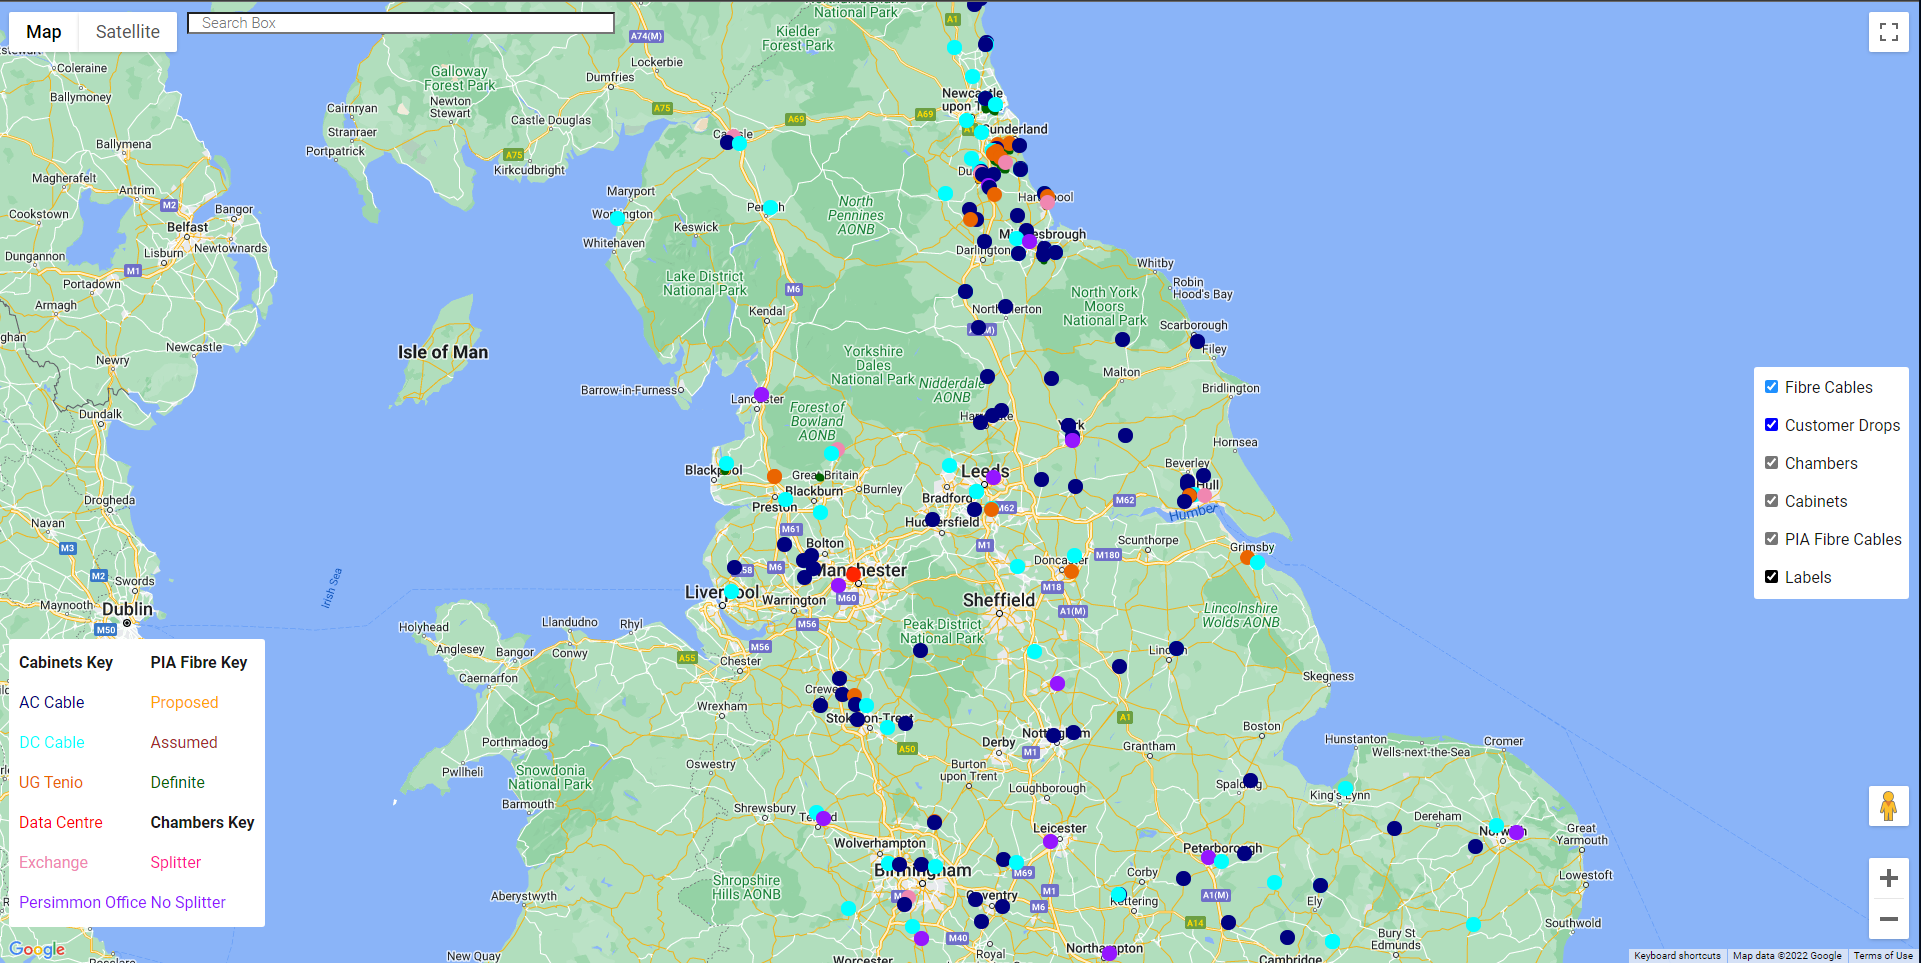 Map
Satellite
Search Box
National Park
Kielder
Forest Park
A1
A74(M)
Lockerbie
Dumfries
Coleraine
Ballymoney
Galloway
Forest Park
Newton
Stewart
Cairnryan
Stranraer
Portpatrick
Castle Douglas
Kirkcudbright
A75
A75
A69
A69
Newcastle
Sunderland
Ballymena
Magherafelt
Antrim
M2
Cookstown
Bangor
Belfast
Newtownards
Lisburn
Dungannon
M1
Portadown
Armagh
Newcastle
Newry
Dundalk
Maryport
Whitehaven
Keswick
North
Pennines
AONB
Lake District
National Park
M6
Kendal
Darlington
Whitby
Robin
Hood's Bay
North York
Moors
National Park
Scarborough
Filey
Malton
Bridlington
Isle of Man
Yorkshire
Dales
National Park
Nidderdale
AONB
Barrow-in-Furness
Lancaster
Forest of
Bowland
AONB
York
Hornsea
Beverley
Hull
Humber
Leeds
Bradford
Huddersfield
M62
M62
Blackpool
Great Britain
Blackburn
Burnley
Preston
M61
Bolton
M6
M58
Manchester
Liverpool
Warrington
M60
M56
M56
M1
Scunthorpe
M180
Grimsby
Doncaster
M18
A1(M)
Sheffield
Lincolnshire
Wolds AONB
Peak District
National Park
Drogheda
Navan
M3
M2
Swords
Maynooth
Dublin
M50
Irish Sea
Holyhead
Anglesey
Bangor
Caernarfon
Llandudno
Conwy
Rhyl
A55
Chester
Crewe
Wrexham
Stoke-on-Trent
A50
Lincoln
Skegness
A1
Boston
Hunstanton
Wells-next-the-Sea
Cromer
Nottingham
Derby
M1
Grantham
Porthmadog
Pwllheli
Snowdonia
National Park
Barmouth
Oswestry
Shrewsbury
Telford
Burton
upon Trent
Loughborough
Spalding
King's Lynn
Dereham
Norwich
Great
Yarmouth
Leicester
Wolverhampton
Birmingham
Peterborough
Corby
Kettering
M69
M1
M6
A1(M)
A14
Lowestoft
Southwold
Ely
Bury St
Edmunds
Cambridge
Shropshire
Hills AONB
Aberystwyth
Coventry
M40
Royal
Northampton
Worcester
New Quay
Fibre Cables
Customer Drops
Chambers
Cabinets
PIA Fibre Cables
Labels
Cabinets Key
PIA Fibre Key
AC Cable
Proposed
DC Cable
Assumed
UG Tenio
Definite
Data Centre
Chambers Key
Exchange
Splitter
Persimmon Office
No Splitter
Google
Keyboard shortcuts
Map data ©2022 Google
Terms of Use